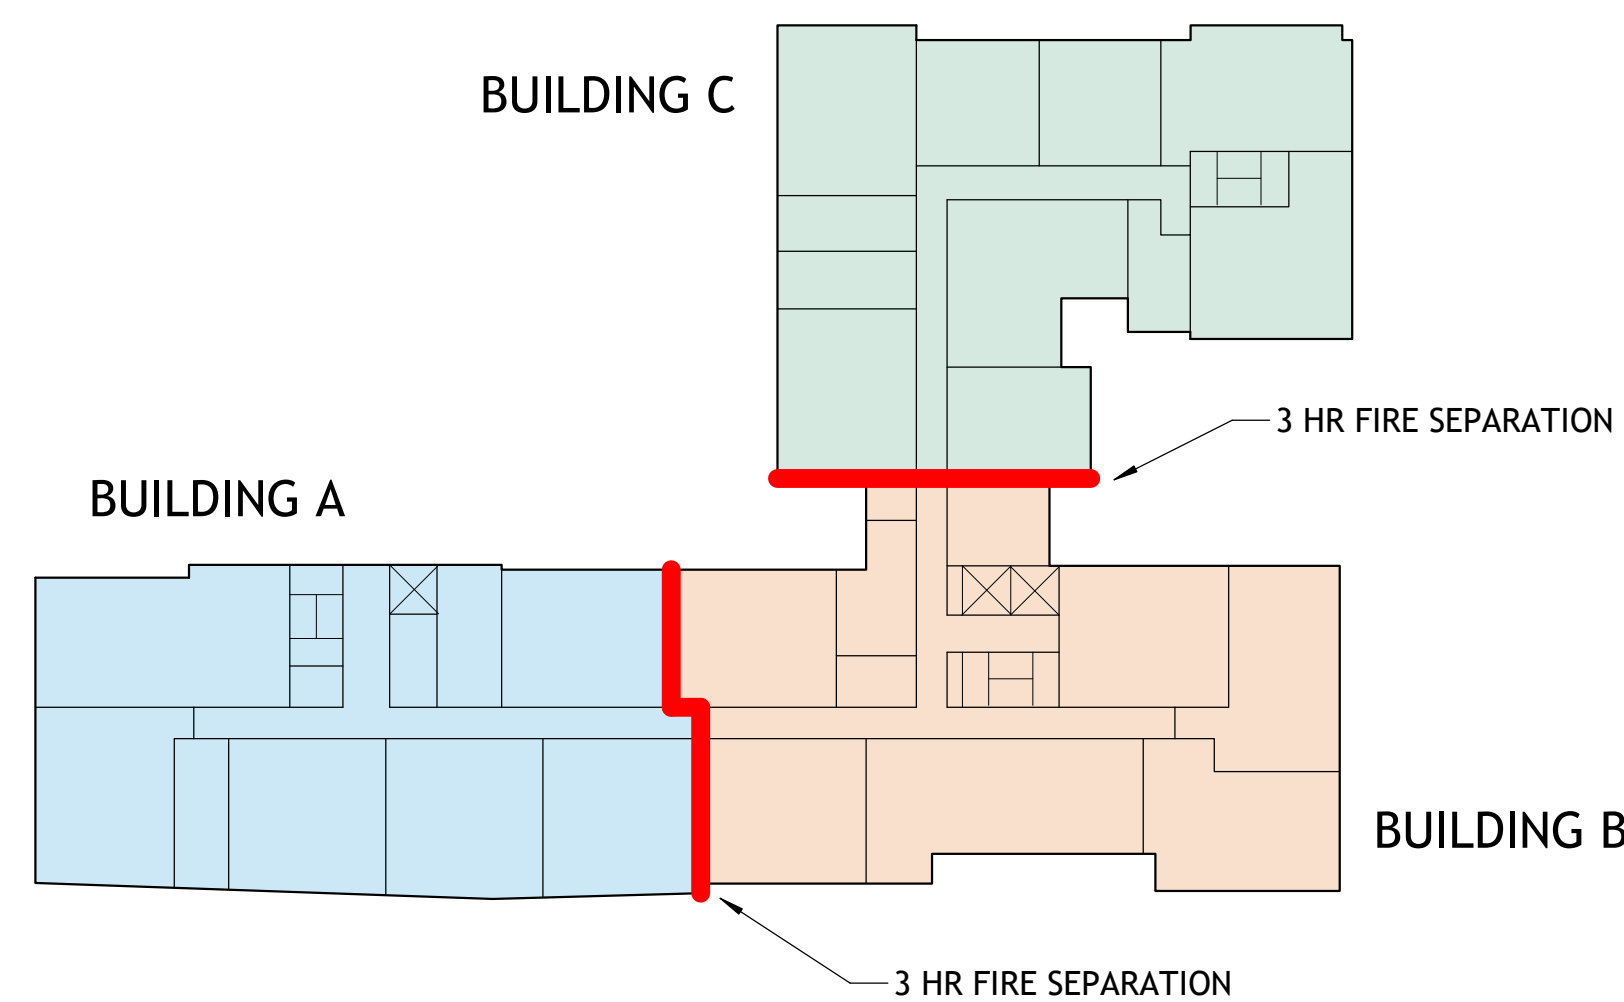 BUILDING C
3 HR FIRE SEPARATION
BUILDING A
BUILDING B
3 HR FIRE SEPARATION